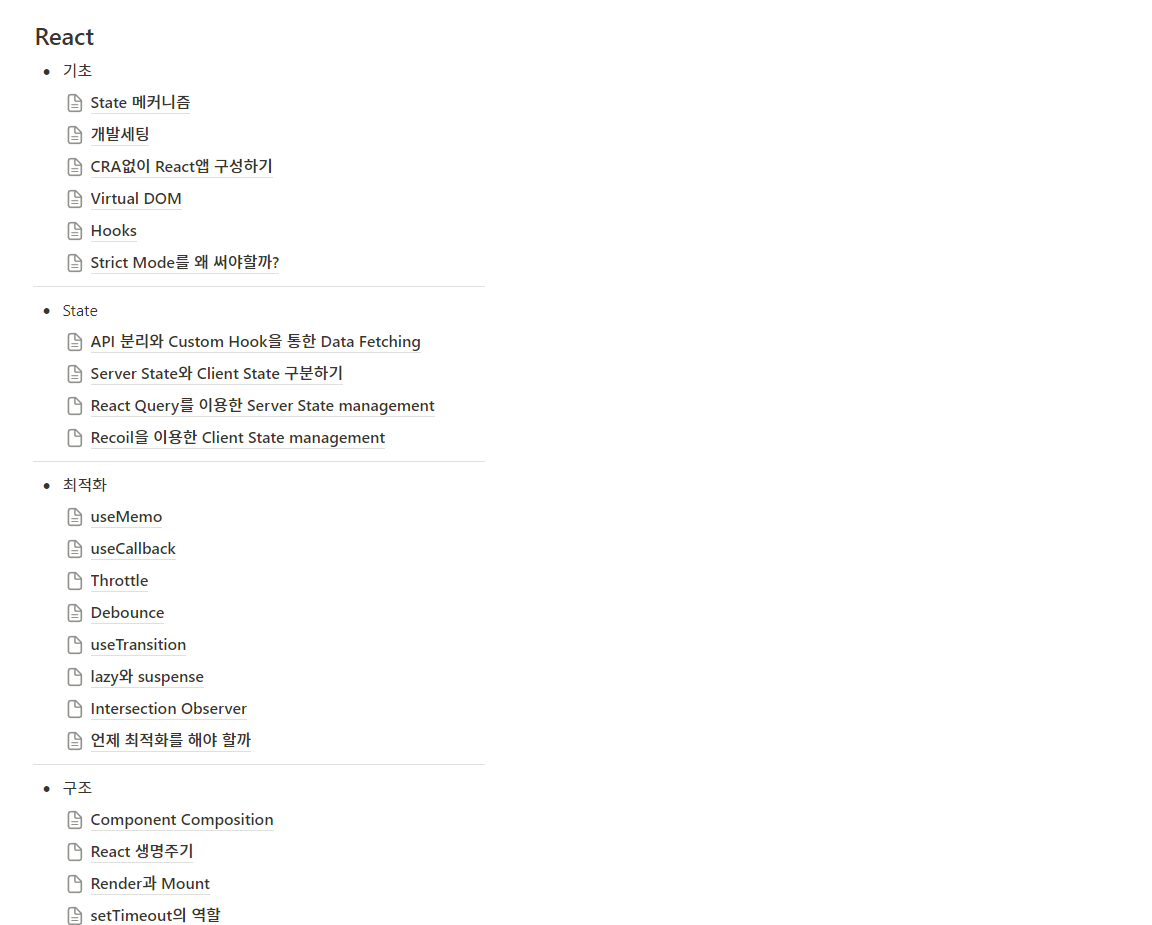 React
기초
State 메커니즘
개발세팅
CRA없이 React앱 구성하기
Virtual DOM
Hooks
Strict Mode를 왜 써야할까?
State
API 분리와 Custom Hook을 통한 Data Fetching
Server State와 Client State 구분하기
React Query를 이용한 Server State management
Recoil을 이용한 Client State management
최적화
useMemo
useCallback
Throttle
Debounce
useTransition
lazy와 suspense
Intersection Observer
언제 최적화를 해야 할까
구조
Component Composition
React 생명주기
Render과 Mount
setTimeout의 역할